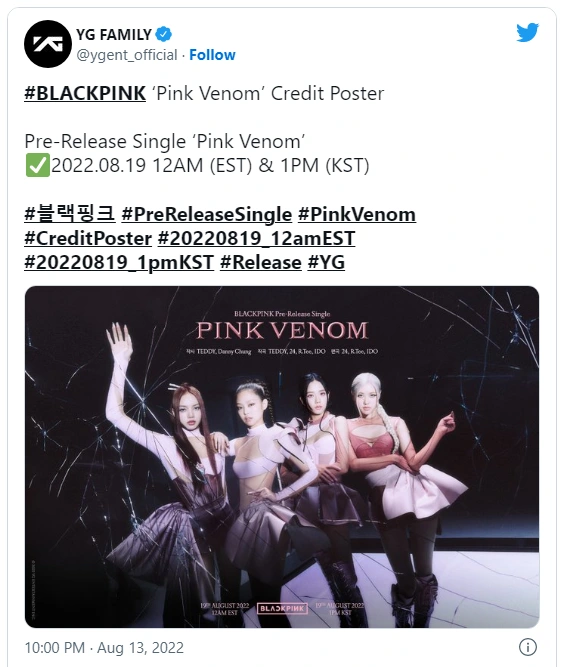 YG FAMILY
@ygent_official · Follow
#BLACKPINK ‘Pink Venom’ Credit Poster
Pre-Release Single ‘Pink Venom’
✅2022.08.19 12AM (EST) & 1PM (KST)
#블랙핑크 #PreReleaseSingle #PinkVenom
#CreditPoster #20220819_12amEST
#20220819_1pmKST #Release #YG
BLACKPINK Pre-Release Single
PINK VENOM
작사 TEDDY, Danny Chung 작곡 TEDDY, 24, R.Tee, IDO 편곡 24, R.Tee, IDO
19TH AUGUST 2022 BLACKPINK 19TH AUGUST 2022
12AM EST 1PM KST
10:00 PM · Aug 13, 2022